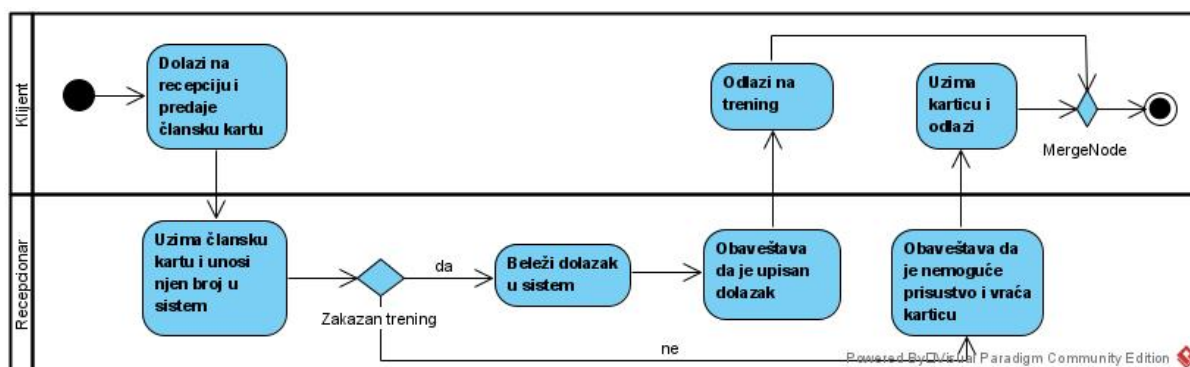 Klijent
Dolazi na
recepciju i
predaje
člansku kartu
Odlazi na
trening
Uzima
karticu i
odlazi
MergeNode
Recepcionar
Uzima člansku
kartu i unosi
njen broj u
sistem
Zakazan trening
da
Beleži dolazak
u sistem
Obaveštava
da je upisan
dolazak
Obaveštava da
je nemoguće
prisustvo i vraća
karticu
ne
Powered By Visual Paradigm Community Edition